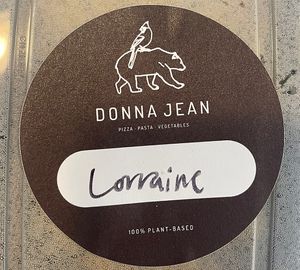 DONNA JEAN
PIZZA · PASTA · VEGETABLES
Lorraine
100% PLANT-BASED